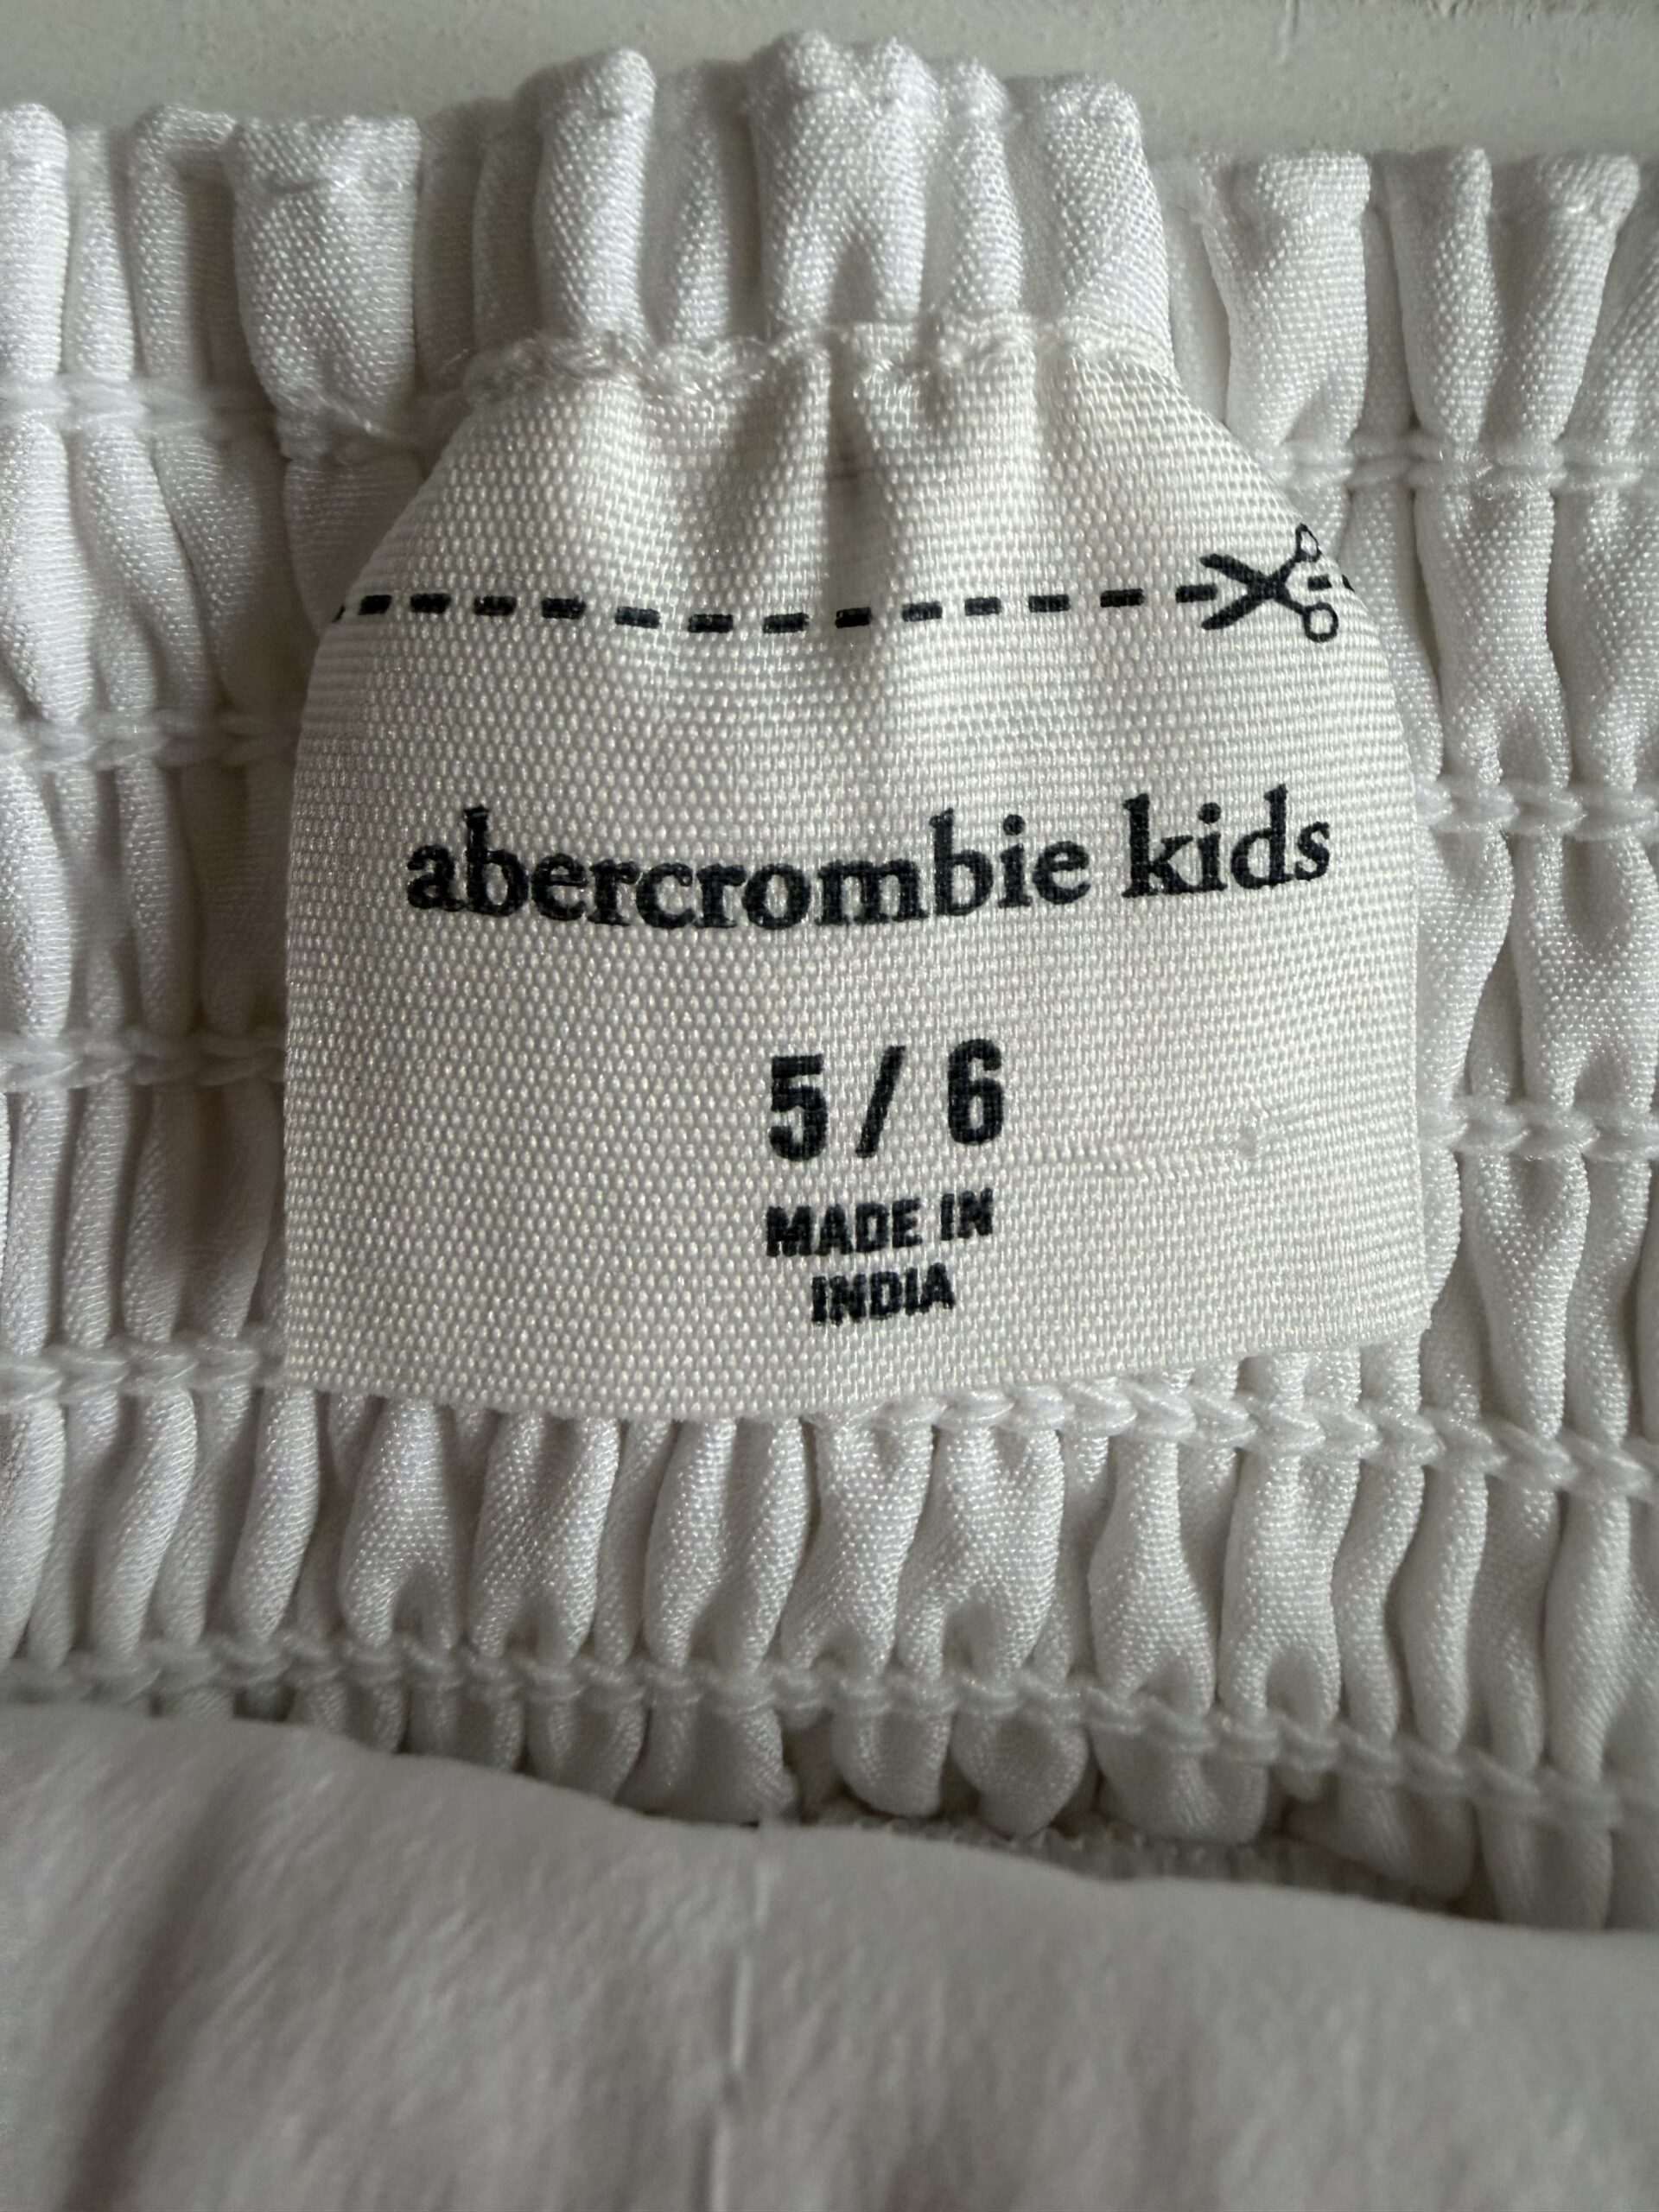 abercrombie kids
5 / 6
MADE IN
INDIA